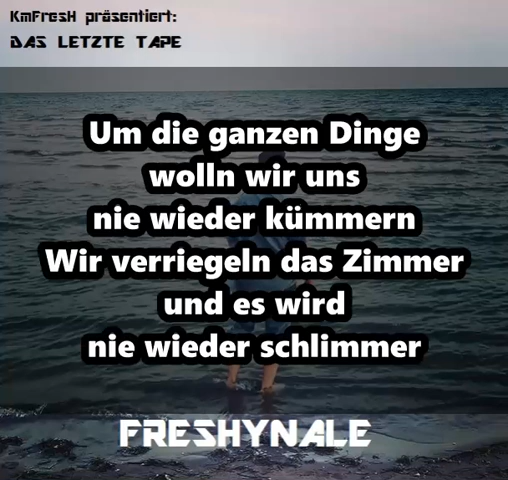 KmFresH präsentiert:
DAS LETZTE TAPE
Um die ganzen Dinge
wolln wir uns
nie wieder kümmern
Wir verriegeln das Zimmer
und es wird
nie wieder schlimmer
FRESHYNALE